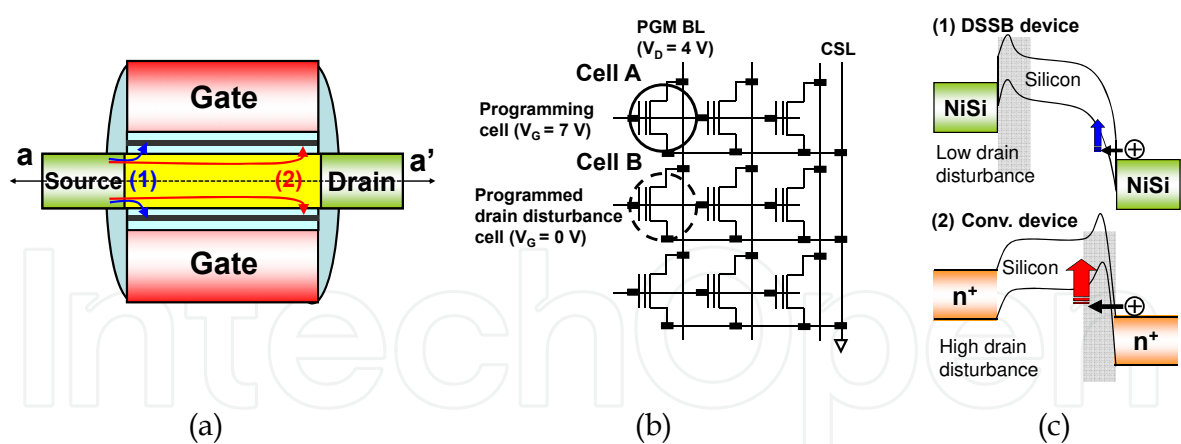 Gate
a
a’
Source
(1)
(2)
Drain
Gate
(a)
PGM BL
(V_D = 4 V)
CSL
Cell A
Programming
cell (V_G = 7 V)
Cell B
Programmed
drain disturbance
cell (V_G = 0 V)
(b)
(1) DSSB device
Silicon
NiSi
Low drain
disturbance
+
NiSi
(2) Conv. device
Silicon
n⁺
+
n⁺
High drain
disturbance
(c)
IntechOpen